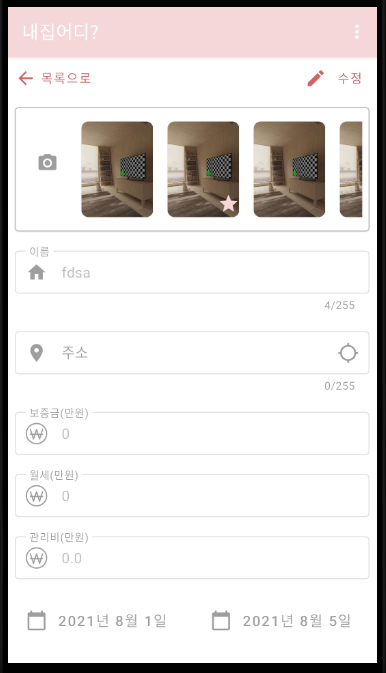 내집어디?
목록으로
수정
이름
fdsa
4/255
주소
0/255
보증금(만원)
0
월세(만원)
0
관리비(만원)
0.0
2021년 8월 1일
2021년 8월 5일